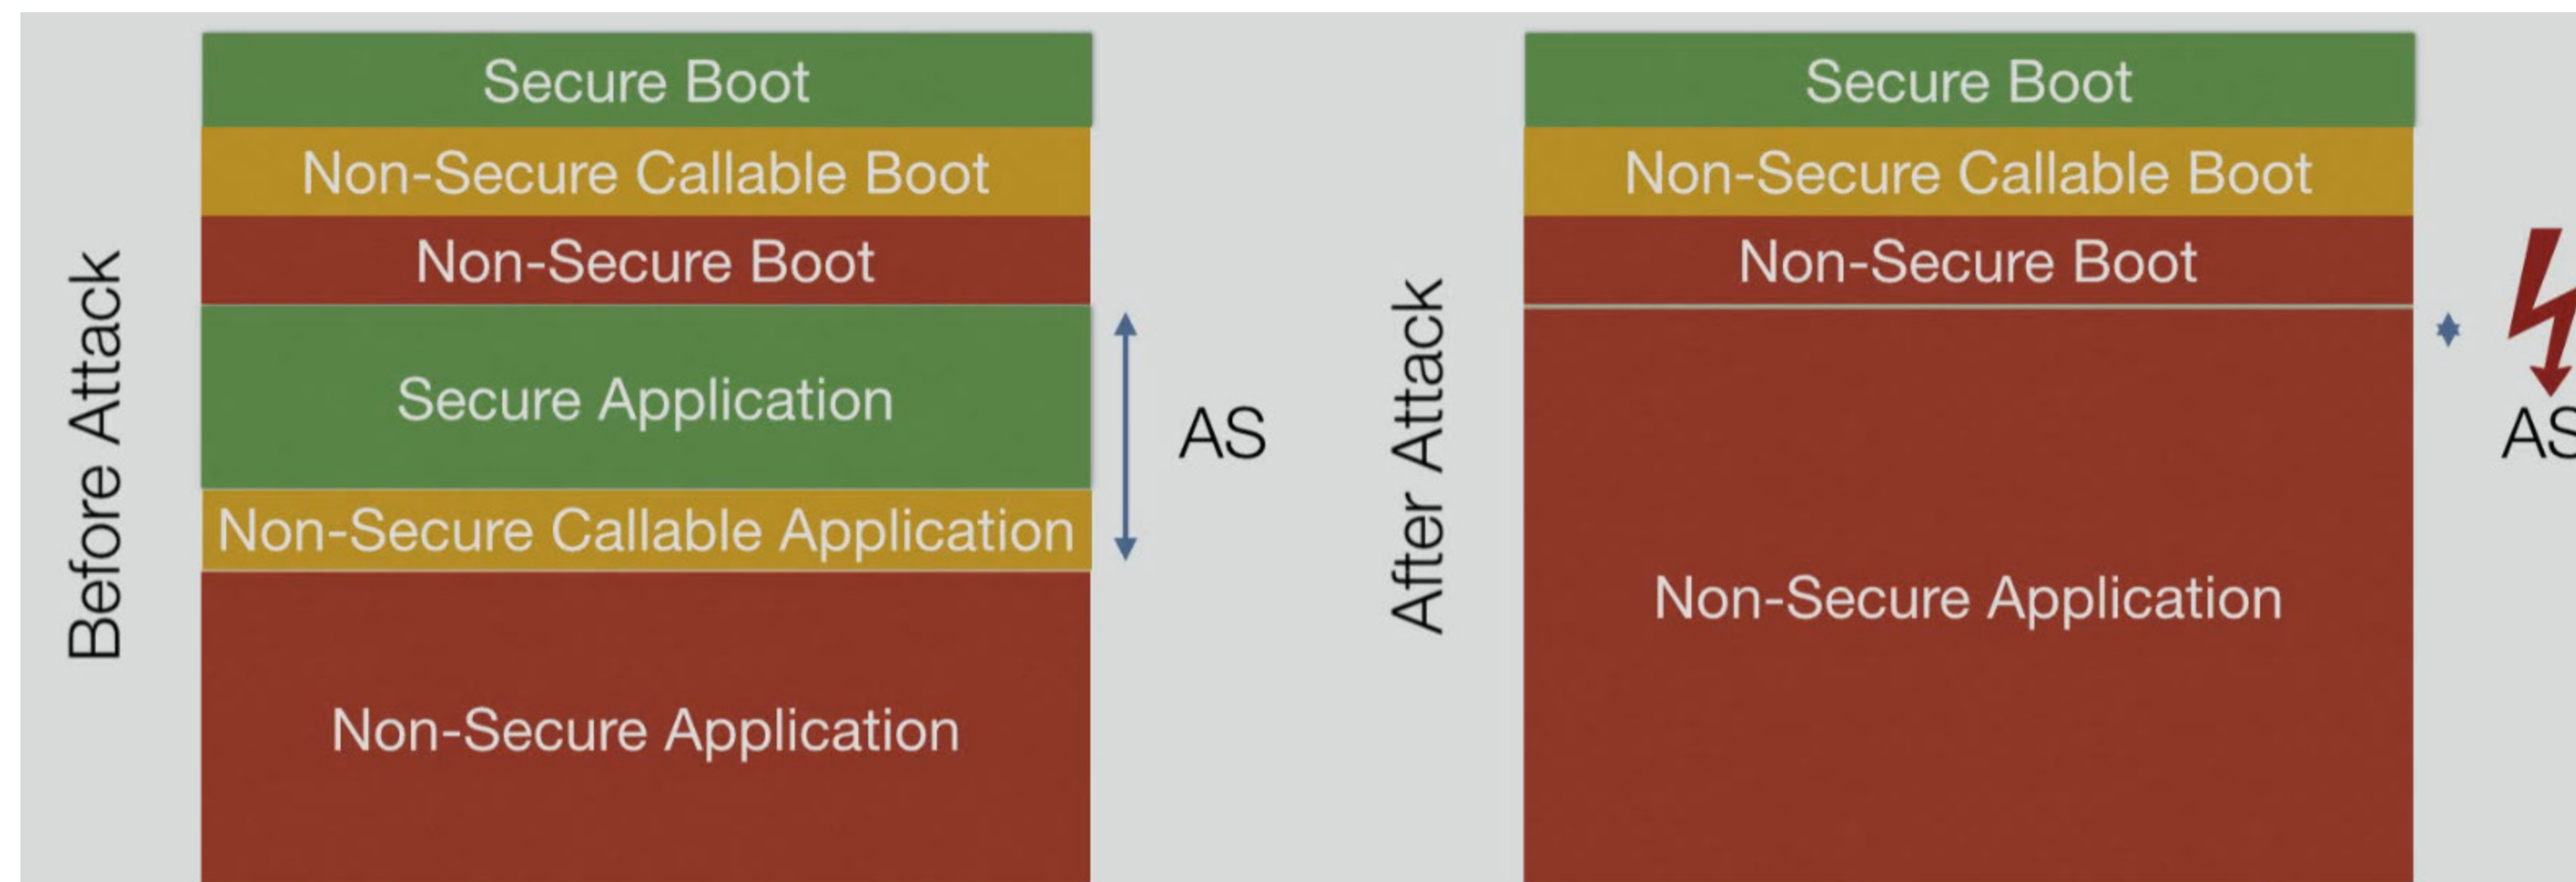 Before Attack
Secure Boot
Non-Secure Callable Boot
Non-Secure Boot
Secure Application
Non-Secure Callable Application
Non-Secure Application
AS
After Attack
Secure Boot
Non-Secure Callable Boot
Non-Secure Boot
Non-Secure Application
AS